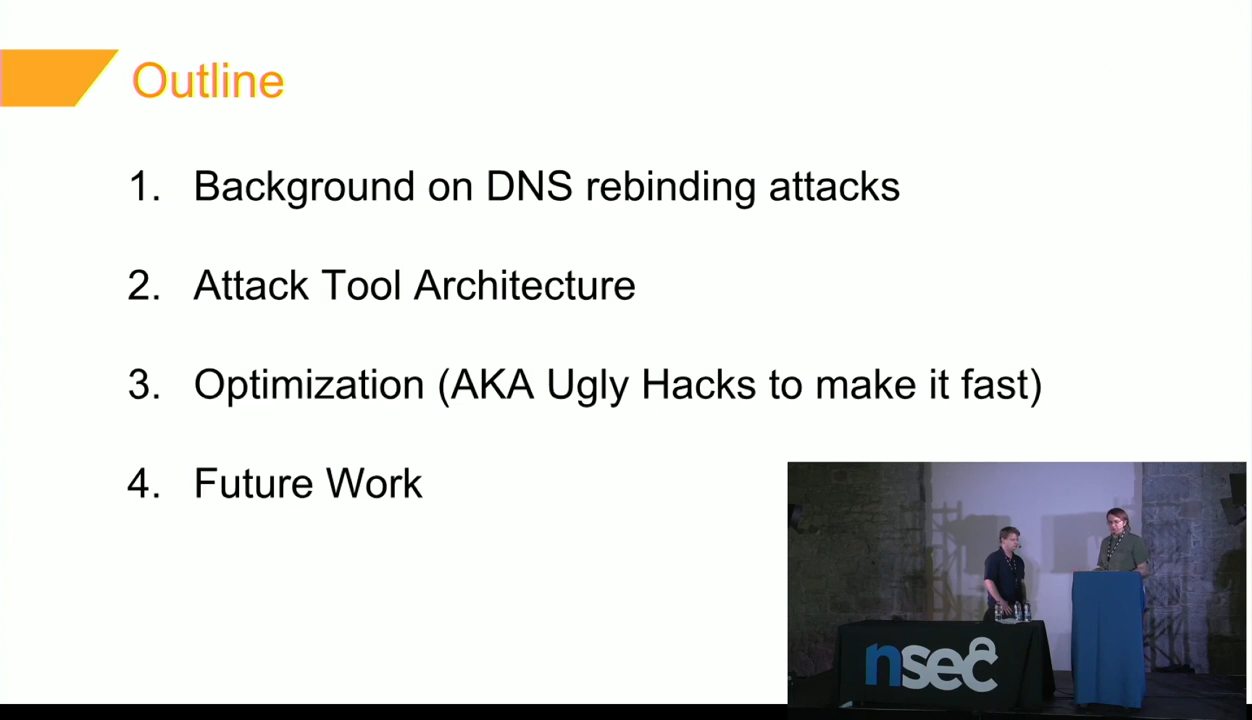 Outline
1. Background on DNS rebinding attacks
2. Attack Tool Architecture
3. Optimization (AKA Ugly Hacks to make it fast)
4. Future Work
nsec